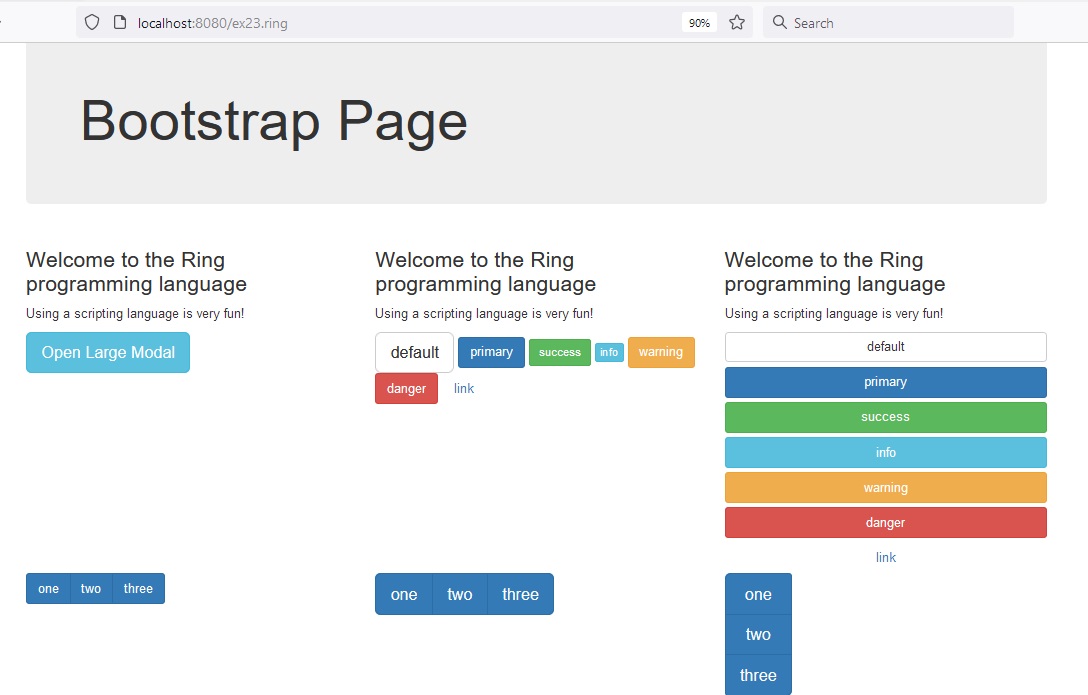 localhost:8080/ex23.ring
90%
Search
Bootstrap Page
Welcome to the Ring
programming language
Using a scripting language is very fun!
Open Large Modal
Welcome to the Ring
programming language
Using a scripting language is very fun!
default primary success info warning
danger link
Welcome to the Ring
programming language
Using a scripting language is very fun!
default
primary
success
info
warning
danger
link
one two three
one two three
one
two
three